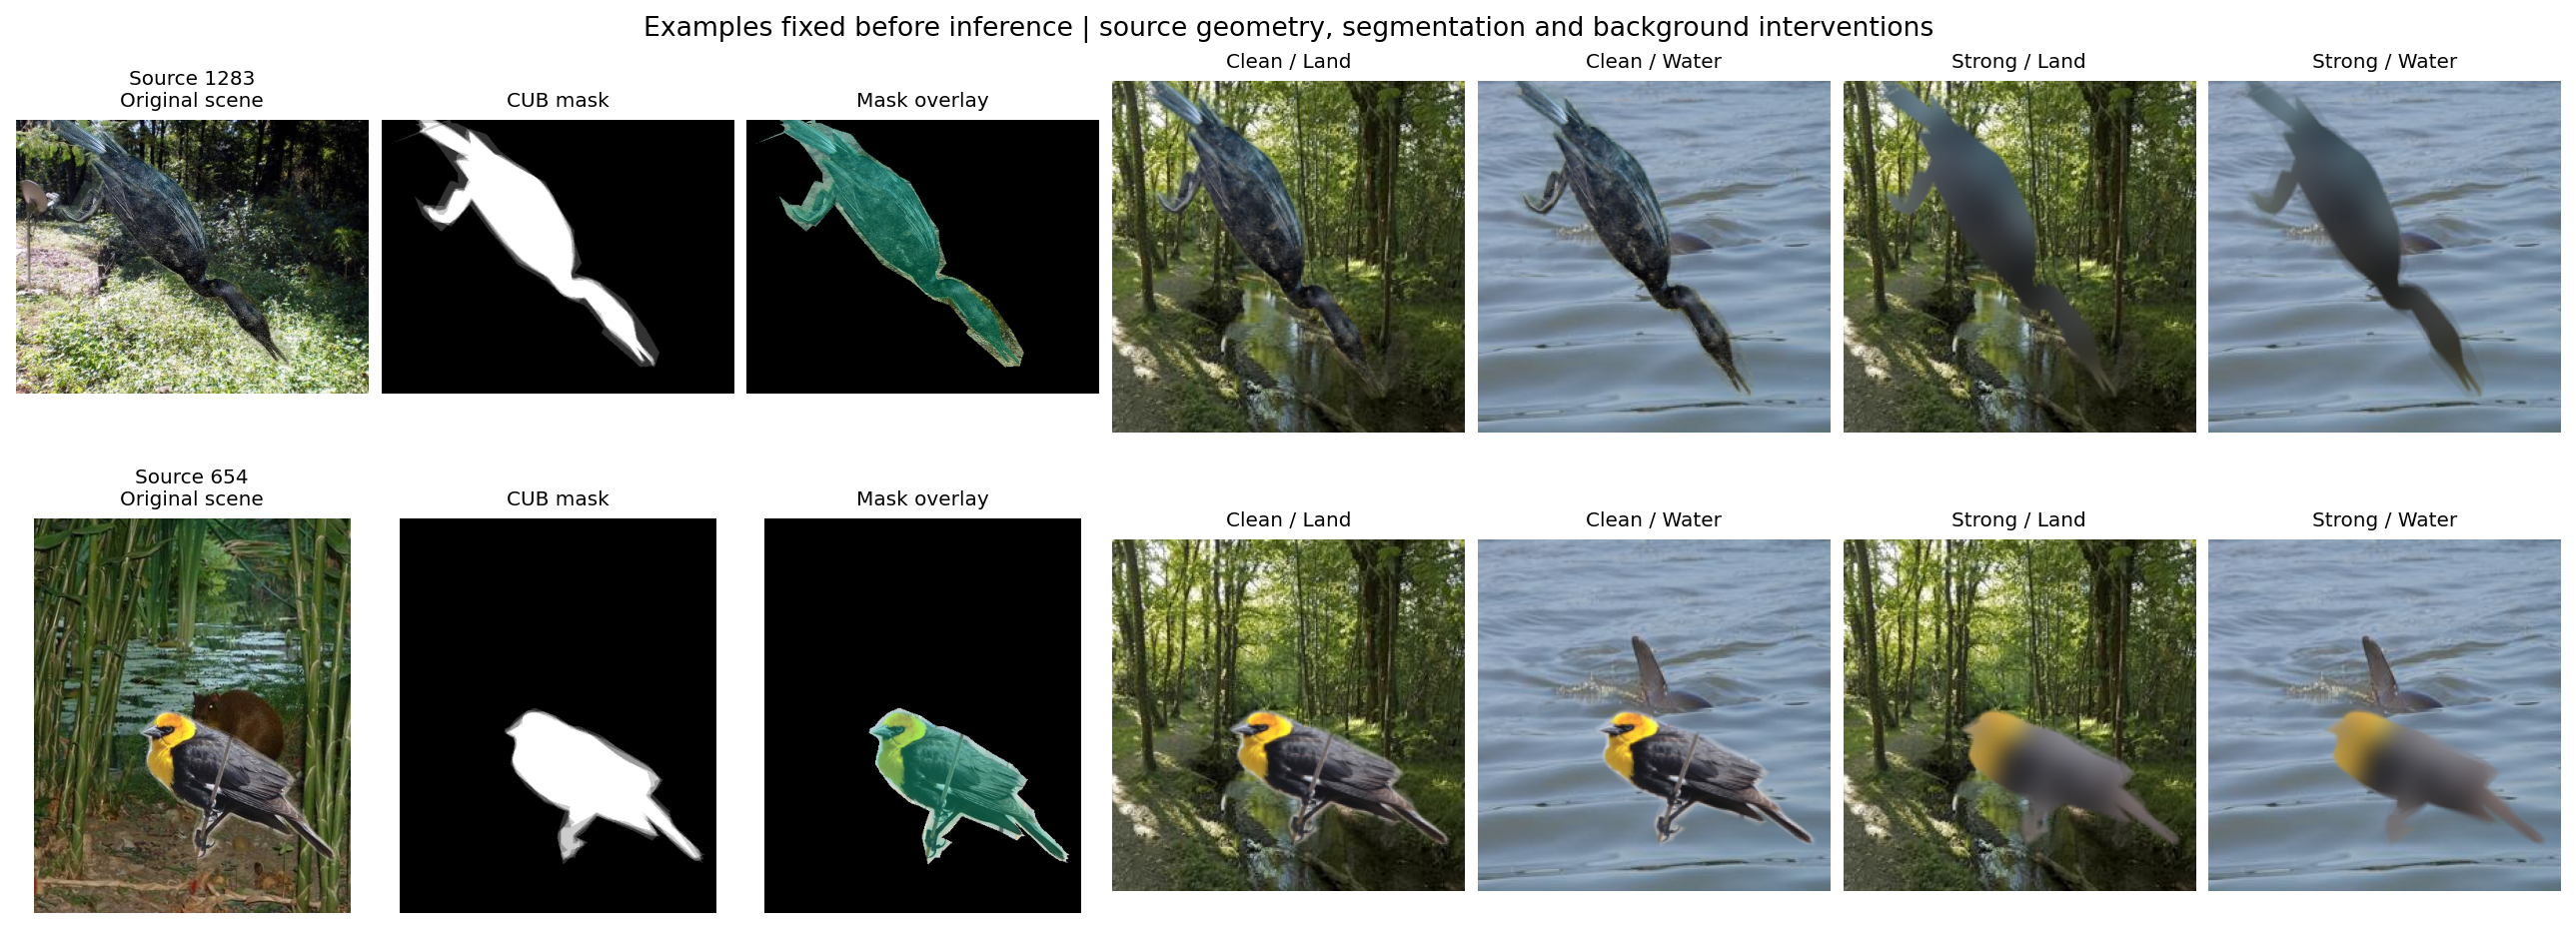 Examples fixed before inference | source geometry, segmentation and background interventions
Source 1283
Original scene
CUB mask
Mask overlay
Clean / Land
Clean / Water
Strong / Land
Strong / Water
Source 654
Original scene
CUB mask
Mask overlay
Clean / Land
Clean / Water
Strong / Land
Strong / Water